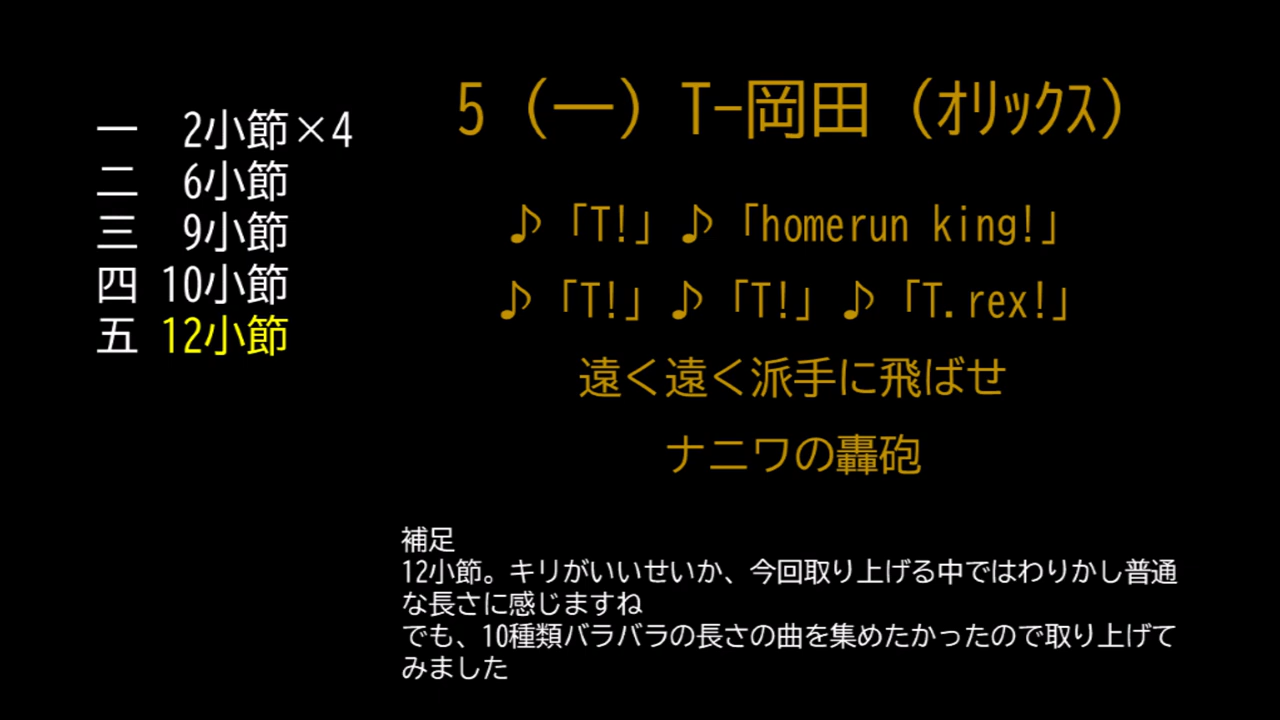 一 2小節×4
二 6小節
三 9小節
四 10小節
五 12小節
5（一）T-岡田（ｵﾘｯｸｽ）
♪「T!」♪「homerun king!」
♪「T!」♪「T!」♪「T.rex!」
遠く遠く派手に飛ばせ
ナニワの轟砲
補足
12小節。キリがいいせいか、今回取り上げる中ではわりかし普通
な長さに感じますね
でも、10種類バラバラの長さの曲を集めたかったので取り上げて
みました